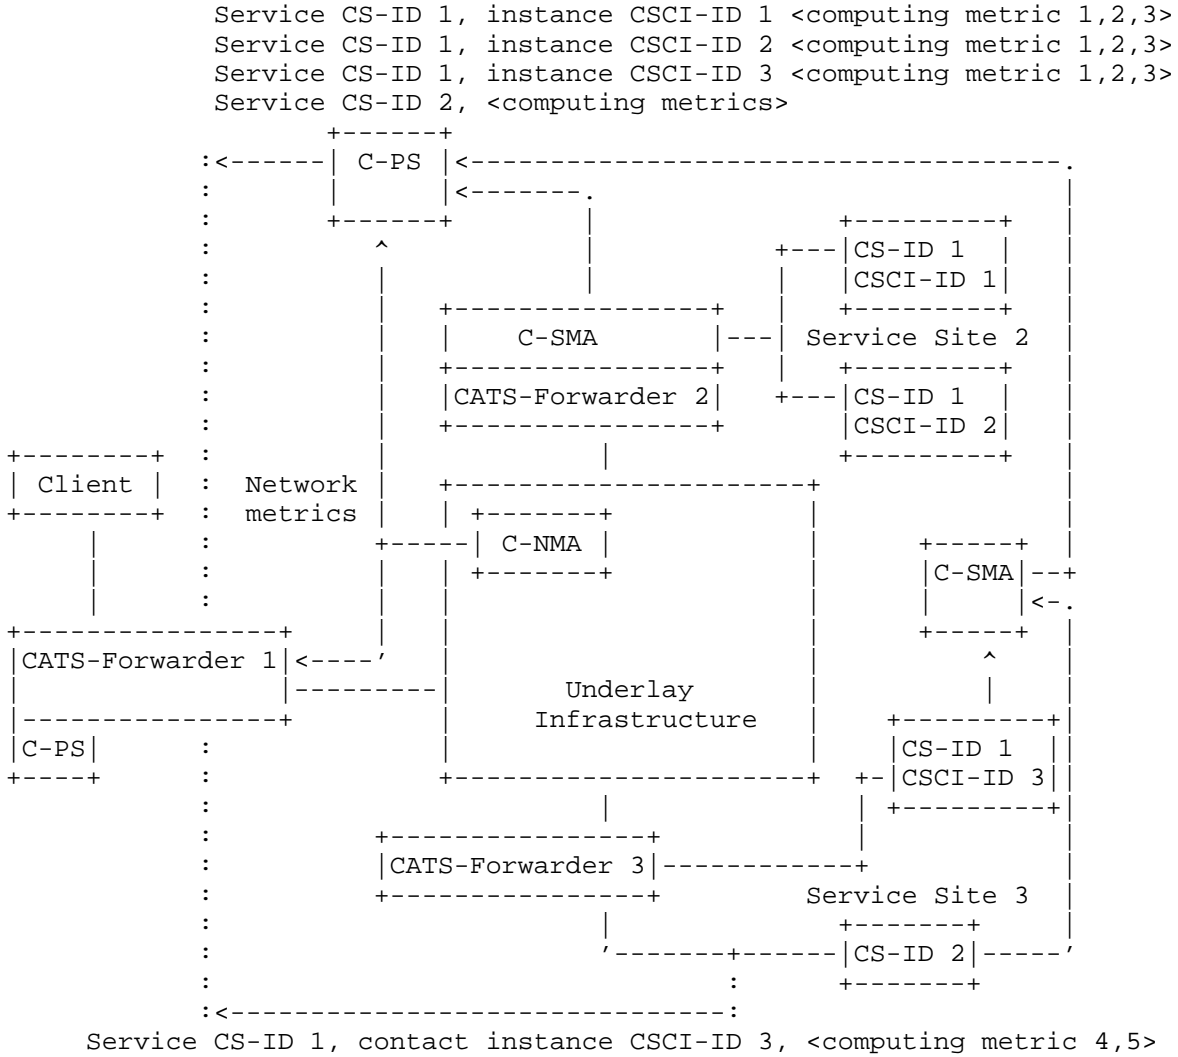 Service CS-ID 1, instance CSCI-ID 1 <computing metric 1,2,3>
Service CS-ID 1, instance CSCI-ID 2 <computing metric 1,2,3>
Service CS-ID 1, instance CSCI-ID 3 <computing metric 1,2,3>
Service CS-ID 2, <computing metrics>
C-PS
CS-ID 1
CSCI-ID 1
C-SMA
Service Site 2
CATS-Forwarder 2
CS-ID 1
CSCI-ID 2
Client
Network
metrics
C-NMA
C-SMA
CATS-Forwarder 1
Underlay
Infrastructure
C-PS
CS-ID 1
CSCI-ID 3
CATS-Forwarder 3
Service Site 3
CS-ID 2
Service CS-ID 1, contact instance CSCI-ID 3, <computing metric 4,5>